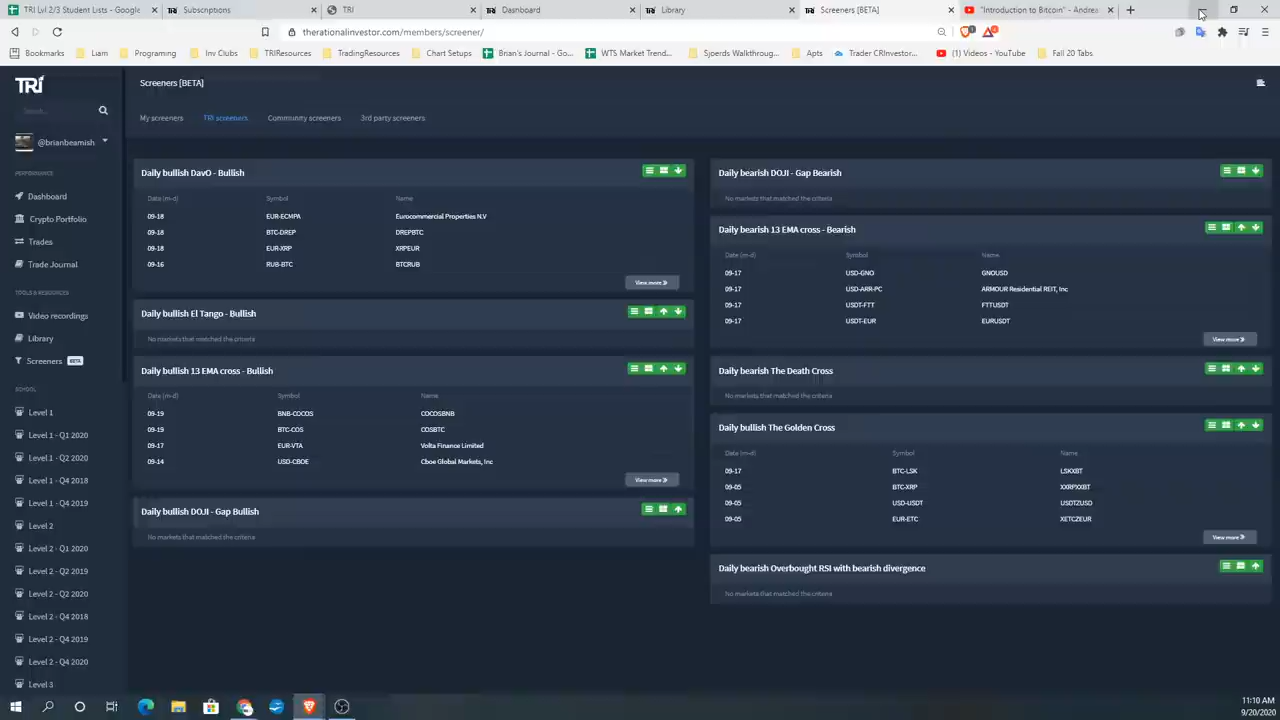 TRI Lvl 2/3 Student Lists - Google
Subscriptions
TRI
Dashboard
Library
Screeners [BETA]
"Introduction to Bitcoin" - Andrea
therationalinvestor.com/members/screener/
Bookmarks
Liam
Programing
Inv Clubs
TRIResources
TradingResources
Chart Setups
Brian's Journal - Go...
WTS Market Trend...
Sjerds Walkthroug...
Apts
Trader CRInvestor...
(1) Videos - YouTube
Fall 20 Tabs
TRI
Search...
@brianbeamish
PERFORMANCE
Dashboard
Crypto Portfolio
Trades
Trade Journal
TOOLS & RESOURCES
Video recordings
Library
Screeners BETA
SCHOOL
Level 1
Level 1 - Q1 2020
Level 1 - Q2 2020
Level 1 - Q4 2018
Level 1 - Q4 2019
Level 2
Level 2 - Q1 2020
Level 2 - Q2 2019
Level 2 - Q2 2020
Level 2 - Q4 2018
Level 2 - Q4 2019
Level 2 - Q4 2020
Level 3
Screeners [BETA]
My screeners
TRI screeners
Community screeners
3rd party screeners
Daily bullish DavO - Bullish
Date (m-d) Symbol Name
09-18 EUR-ECMPA Eurocommercial Properties N.V
09-18 BTC-DREP DREPBTC
09-18 EUR-XRP XRPEUR
09-16 RUB-BTC BTCRUB
View more »
Daily bullish El Tango - Bullish
No markets that matched the criteria
Daily bullish 13 EMA cross - Bullish
Date (m-d) Symbol Name
09-19 BNB-COCOS COCOSBNB
09-19 BTC-COS COSBTC
09-17 EUR-VTA Volta Finance Limited
09-14 USD-CBOE Cboe Global Markets, Inc
View more »
Daily bullish DOJI - Gap Bullish
No markets that matched the criteria
Daily bearish DOJI - Gap Bearish
No markets that matched the criteria
Daily bearish 13 EMA cross - Bearish
Date (m-d) Symbol Name
09-17 USD-GNO GNOUSD
09-17 USD-ARR-PC ARMOUR Residential REIT, Inc
09-17 USDT-FTT FTTUSDT
09-17 USDT-EUR EURUSDT
View more »
Daily bearish The Death Cross
No markets that matched the criteria
Daily bullish The Golden Cross
Date (m-d) Symbol Name
09-17 BTC-LSK LSKXBT
09-05 BTC-XRP XXRPXXBT
09-05 USD-USDT USDTZUSD
09-05 EUR-ETC XETCZEUR
View more »
Daily bearish Overbought RSI with bearish divergence
No markets that matched the criteria
11:10 AM
9/20/2020